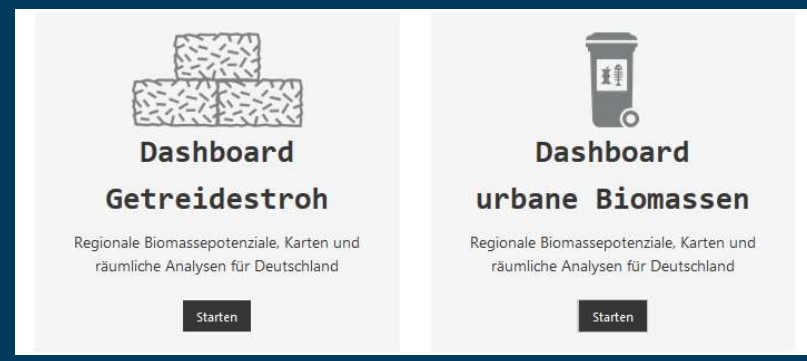 Dashboard
Getreidestroh
Regionale Biomassepotenziale, Karten und
räumliche Analysen für Deutschland
Starten
Dashboard
urbane Biomassen
Regionale Biomassepotenziale, Karten und
räumliche Analysen für Deutschland
Starten